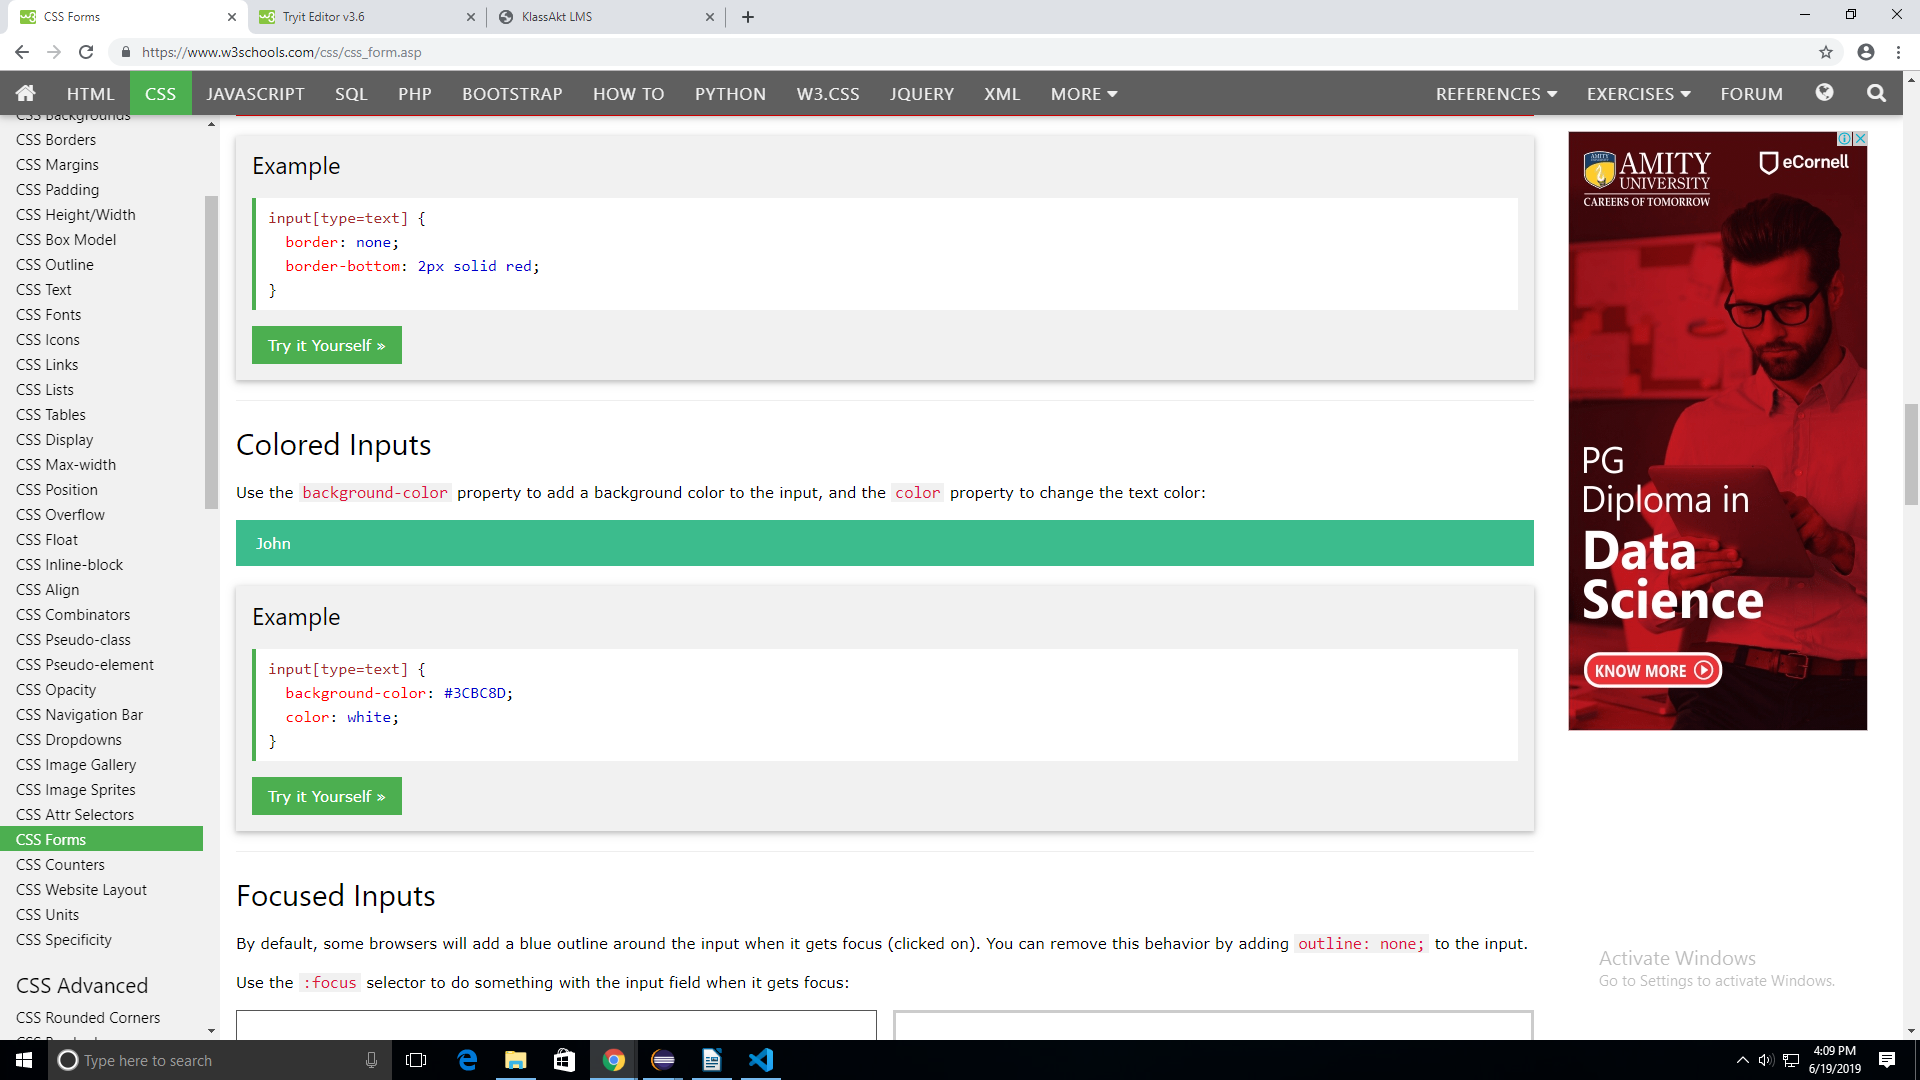 CSS Forms
Tryit Editor v3.6
KlassAkt LMS
https://www.w3schools.com/css/css_form.asp
HTML CSS JAVASCRIPT SQL PHP BOOTSTRAP HOW TO PYTHON W3.CSS JQUERY XML MORE REFERENCES EXERCISES FORUM
CSS Backgrounds
CSS Borders
CSS Margins
CSS Padding
CSS Height/Width
CSS Box Model
CSS Outline
CSS Text
CSS Fonts
CSS Icons
CSS Links
CSS Lists
CSS Tables
CSS Display
CSS Max-width
CSS Position
CSS Overflow
CSS Float
CSS Inline-block
CSS Align
CSS Combinators
CSS Pseudo-class
CSS Pseudo-element
CSS Opacity
CSS Navigation Bar
CSS Dropdowns
CSS Image Gallery
CSS Image Sprites
CSS Attr Selectors
CSS Forms
CSS Counters
CSS Website Layout
CSS Units
CSS Specificity
CSS Advanced
CSS Rounded Corners
Example
input[type=text] {
border: none;
border-bottom: 2px solid red;
}
Try it Yourself »
Colored Inputs
Use the background-color property to add a background color to the input, and the color property to change the text color:
John
Example
input[type=text] {
background-color: #3CBC8D;
color: white;
}
Try it Yourself »
Focused Inputs
By default, some browsers will add a blue outline around the input when it gets focus (clicked on). You can remove this behavior by adding outline: none; to the input.
Use the :focus selector to do something with the input field when it gets focus:
AMITY
UNIVERSITY
CAREERS OF TOMORROW
eCornell
PG
Diploma in
Data
Science
KNOW MORE
Activate Windows
Go to Settings to activate Windows.
Type here to search
4:09 PM
6/19/2019